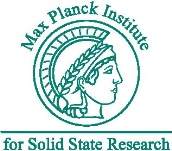 Max Planck Institute
for Solid State Research